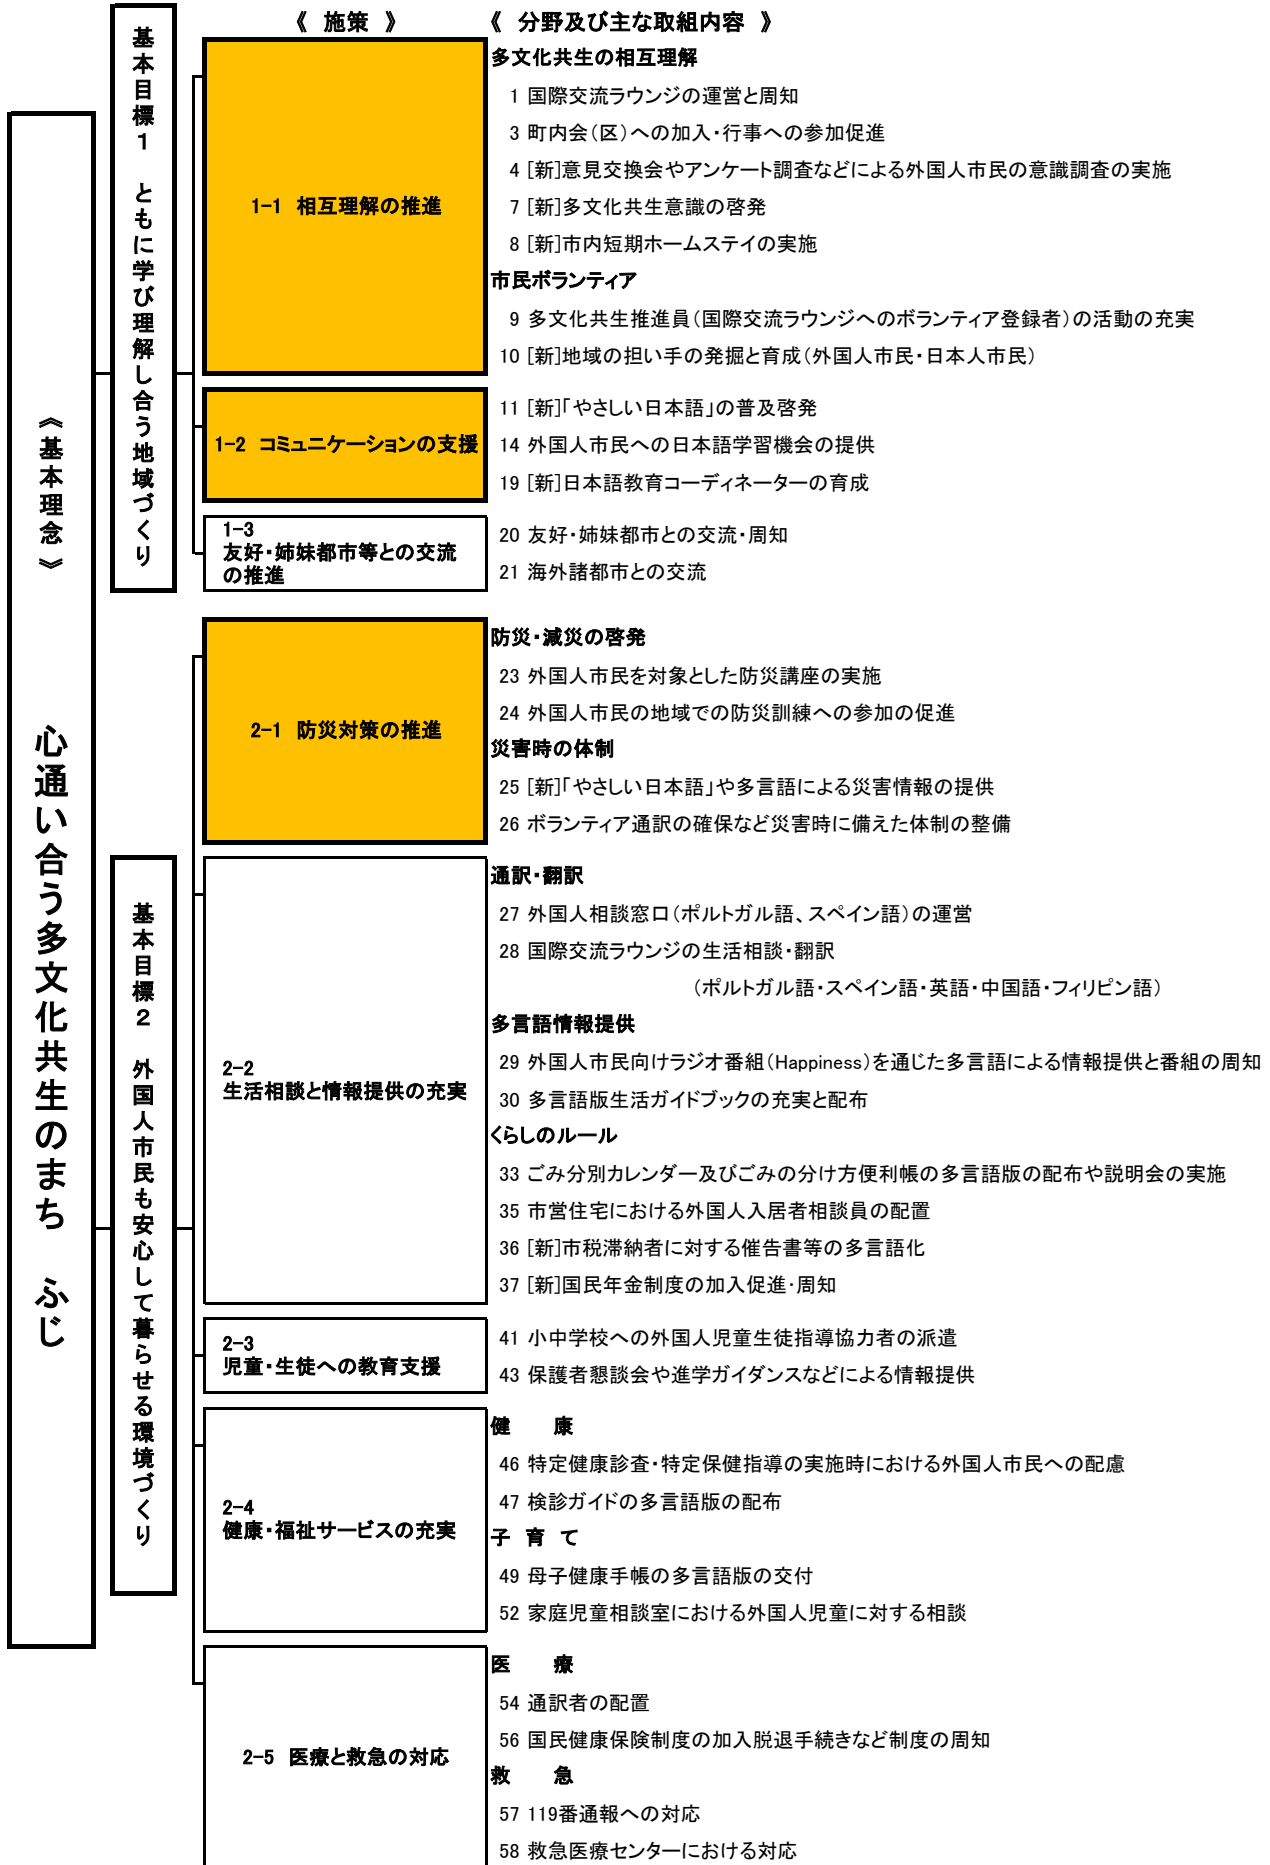 《基本理念》
心通い合う多文化共生のまち　ふじ
《 施策 》
《 分野及び主な取組内容 》
基本目標１　ともに学び理解し合う地域づくり
1-1 相互理解の推進
多文化共生の相互理解
1 国際交流ラウンジの運営と周知
3 町内会（区）への加入・行事への参加促進
4 [新]意見交換会やアンケート調査などによる外国人市民の意識調査の実施
7 [新]多文化共生意識の啓発
8 [新]市内短期ホームステイの実施
市民ボランティア
9 多文化共生推進員（国際交流ラウンジへのボランティア登録者）の活動の充実
10 [新]地域の担い手の発掘と育成（外国人市民・日本人市民）
1-2 コミュニケーションの支援
11 [新]「やさしい日本語」の普及啓発
14 外国人市民への日本語学習機会の提供
19 [新]日本語教育コーディネーターの育成
1-3
友好・姉妹都市等との交流
の推進
20 友好・姉妹都市との交流・周知
21 海外諸都市との交流
基本目標２　外国人市民も安心して暮らせる環境づくり
2-1 防災対策の推進
防災・減災の啓発
23 外国人市民を対象とした防災講座の実施
24 外国人市民の地域での防災訓練への参加の促進
災害時の体制
25 [新]「やさしい日本語」や多言語による災害情報の提供
26 ボランティア通訳の確保など災害時に備えた体制の整備
2-2
生活相談と情報提供の充実
通訳・翻訳
27 外国人相談窓口（ポルトガル語、スペイン語）の運営
28 国際交流ラウンジの生活相談・翻訳
（ポルトガル語・スペイン語・英語・中国語・フィリピン語）
多言語情報提供
29 外国人市民向けラジオ番組（Happiness）を通じた多言語による情報提供と番組の周知
30 多言語版生活ガイドブックの充実と配布
くらしのルール
33 ごみ分別カレンダー及びごみの分け方便利帳の多言語版の配布や説明会の実施
35 市営住宅における外国人入居者相談員の配置
36 [新]市税滞納者に対する催告書等の多言語化
37 [新]国民年金制度の加入促進・周知
2-3
児童・生徒への教育支援
41 小中学校への外国人児童生徒指導協力者の派遣
43 保護者懇談会や進学ガイダンスなどによる情報提供
2-4
健康・福祉サービスの充実
健　康
46 特定健康診査・特定保健指導の実施時における外国人市民への配慮
47 検診ガイドの多言語版の配布
子 育 て
49 母子健康手帳の多言語版の交付
52 家庭児童相談室における外国人児童に対する相談
2-5 医療と救急の対応
医　療
54 通訳者の配置
56 国民健康保険制度の加入脱退手続きなど制度の周知
救　急
57 119番通報への対応
58 救急医療センターにおける対応